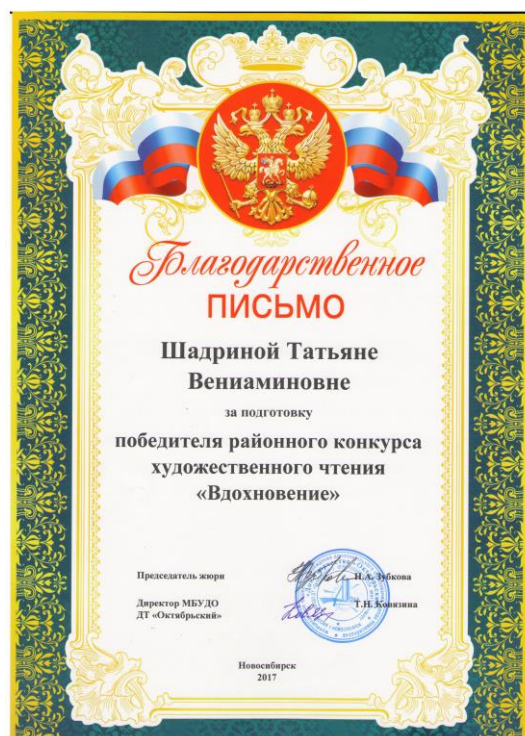 Благодарственное
ПИСЬМО
Шадриной Татьяне
Вениаминовне
за подготовку
победителя районного конкурса
художественного чтения
«Вдохновение»
Председатель жюри Н.А. Зубкова
Директор МБУДО Т.Н. Конязина
ДТ «Октябрьский»
Новосибирск
2017